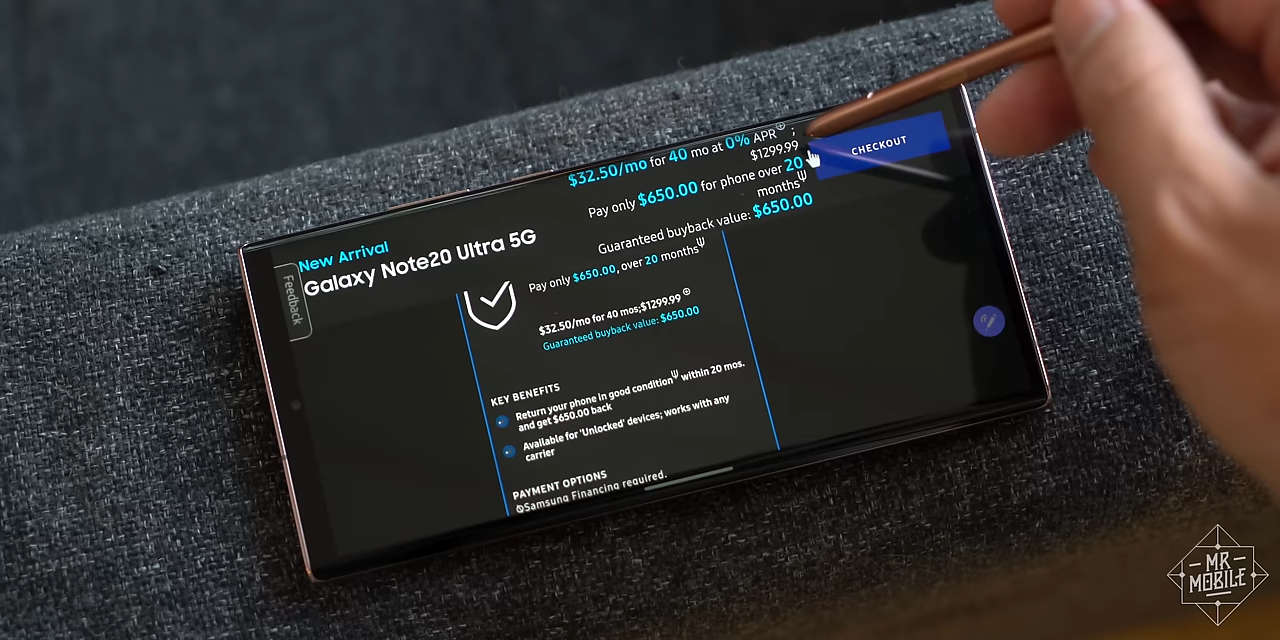 $32.50/mo for 40 mo at 0% APR⊕ ;
$1299.99
CHECKOUT
Pay only $650.00 for phone over 20
monthsΨ
Guaranteed buyback value: $650.00
New Arrival
Galaxy Note20 Ultra 5G
Feedback
Pay only $650.00, over 20 monthsΨ
$32.50/mo for 40 mos;$1299.99 ⊕
Guaranteed buyback value: $650.00
KEY BENEFITS
Return your phone in good conditionΨ within 20 mos.
and get $650.00 back
Available for 'Unlocked' devices; works with any
carrier
PAYMENT OPTIONS
Samsung Financing required.
MR
MOBILE